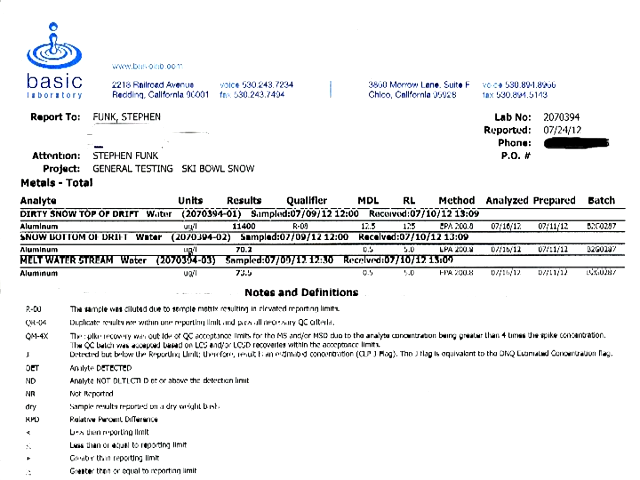 basic
laboratory
www.basiclab.com
2218 Railroad Avenue voice 530.243.7234 3860 Morrow Lane, Suite F voice 530.894.8966
Redding, California 96001 fax 530.243.7494 Chico, California 95928 fax 530.894.5143
Report To: FUNK, STEPHEN Lab No: 2070394
Reported: 07/24/12
Phone:
Attention: STEPHEN FUNK P.O. #
Project: GENERAL TESTING SKI BOWL SNOW
Metals - Total
Analyte Units Results Qualifier MDL RL Method Analyzed Prepared Batch
DIRTY SNOW TOP OF DRIFT Water (2070394-01) Sampled:07/09/12 12:00 Received:07/10/12 13:09
Aluminum ug/l 11400 R-08 12.5 125 EPA 200.8 07/16/12 07/11/12 B2G0287
SNOW BOTTOM OF DRIFT Water (2070394-02) Sampled:07/09/12 12:00 Received:07/10/12 13:09
Aluminum ug/l 70.2 0.5 5.0 EPA 200.8 07/16/12 07/11/12 B2G0287
MELT WATER STREAM Water (2070394-03) Sampled:07/09/12 12:30 Received:07/10/12 13:09
Aluminum ug/l 73.5 0.5 5.0 EPA 200.8 07/16/12 07/11/12 B2G0287
Notes and Definitions
R-08 The sample was diluted due to sample matrix resulting in elevated reporting limits.
QR-04 Duplicate results are within one reporting limit and pass all necessary QC criteria.
QM-4X The spike recovery was outside of QC acceptance limits for the MS and/or MSD due to the analyte concentration being greater than 4 times the spike concentration.
The QC batch was accepted based on LCS and/or LCSD recoveries within the acceptance limits.
J Detected but below the Reporting Limit; therefore, result is an estimated concentration (CLP J Flag). The J flag is equivalent to the DNQ Estimated Concentration flag.
DET Analyte DETECTED
ND Analyte NOT DETECTED at or above the detection limit
NR Not Reported
dry Sample results reported on a dry weight basis
RPD Relative Percent Difference
< Less than reporting limit
≤ Less than or equal to reporting limit
> Greater than reporting limit
≥ Greater than or equal to reporting limit